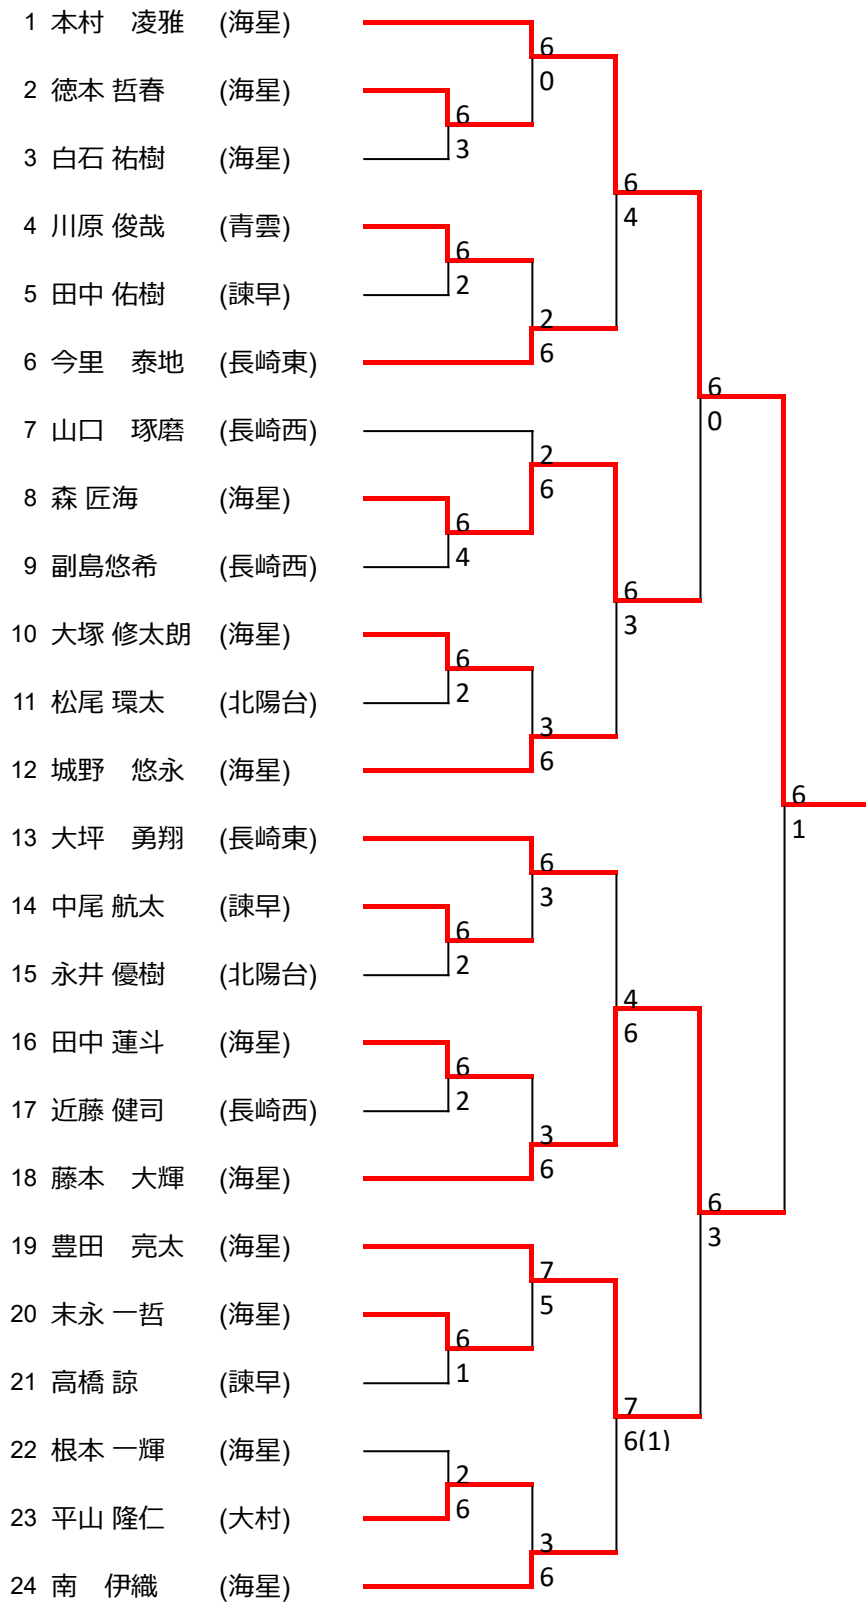 1 本村　凌雅 (海星)
6
2 徳本 哲春 (海星)
0
6
3 白石 祐樹 (海星)
3
6
4 川原 俊哉 (青雲)
4
6
5 田中 佑樹 (諫早)
2
2
6 今里　泰地 (長崎東)
6
6
7 山口　琢磨 (長崎西)
0
2
8 森 匠海 (海星)
6
6
9 副島悠希 (長崎西)
4
6
10 大塚 修太朗 (海星)
3
6
11 松尾 環太 (北陽台)
2
3
12 城野　悠永 (海星)
6
6
13 大坪　勇翔 (長崎東)
1
6
14 中尾 航太 (諫早)
3
6
15 永井 優樹 (北陽台)
2
4
16 田中 蓮斗 (海星)
6
6
17 近藤 健司 (長崎西)
2
3
18 藤本　大輝 (海星)
6
6
19 豊田　亮太 (海星)
3
7
20 末永 一哲 (海星)
5
6
21 高橋 諒 (諫早)
1
7
22 根本 一輝 (海星)
6(1)
2
23 平山 隆仁 (大村)
6
3
24 南　伊織 (海星)
6